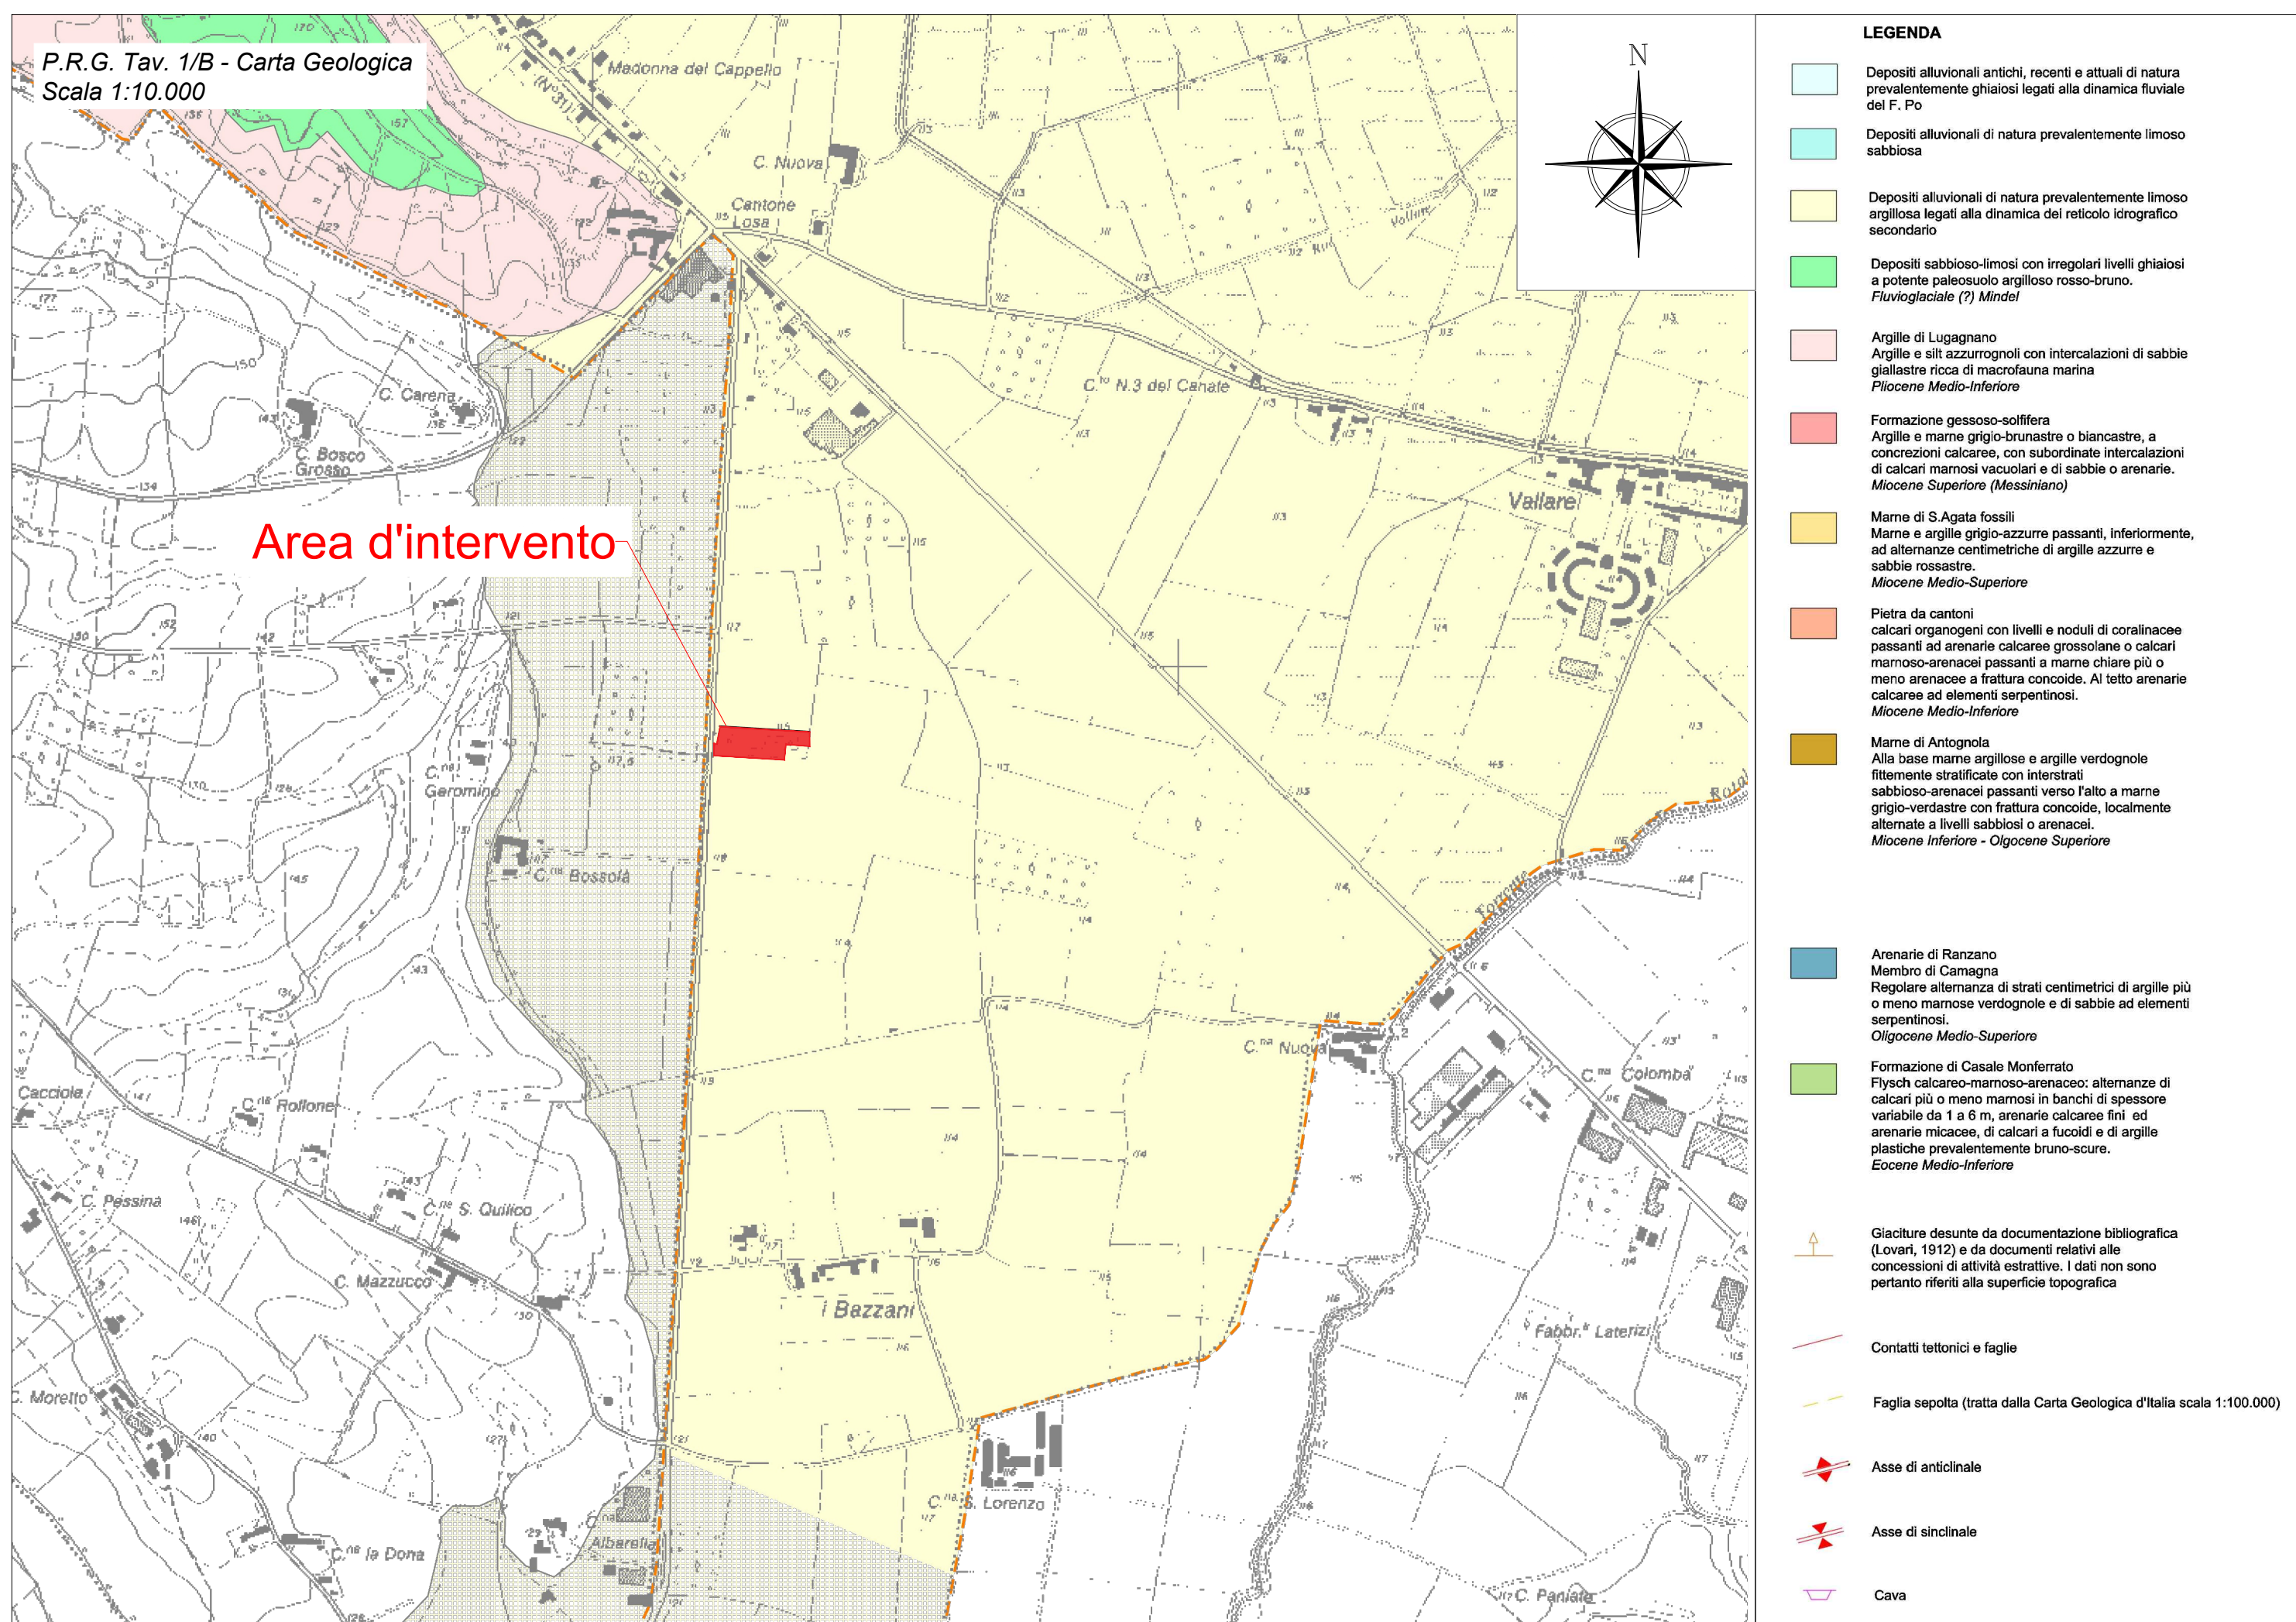 P.R.G. Tav. 1/B - Carta Geologica
Scala 1:10.000
Madonna del Cappello
(N°31)
C. Nuova
Cantone
Losa
C. Carena
C. Bosco
Grosso
C.ro N.3 del Canale
Vallare
Area d'intervento
C.na
Garomino
C.na Bossola
Torrente
Rotal
C.na Nuova
C.na Colomba
Cacciola
C.na Rollone
C. Pessina
C.na S. Quilico
C. Mazzucco
i Bazzani
Fabbr.a Laterizi
C. Moretto
C.na S. Lorenzo
C.na
Albarella
C.na la Dona
C. Paniate
N
LEGENDA
Depositi alluvionali antichi, recenti e attuali di natura
prevalentemente ghiaiosi legati alla dinamica fluviale
del F. Po
Depositi alluvionali di natura prevalentemente limoso
sabbiosa
Depositi alluvionali di natura prevalentemente limoso
argillosa legati alla dinamica dei reticolo idrografico
secondario
Depositi sabbioso-limosi con irregolari livelli ghiaiosi
a potente paleosuolo argilloso rosso-bruno.
Fluvioglaciale (?) Mindel
Argille di Lugagnano
Argille e silt azzurrognoli con intercalazioni di sabbie
giallastre ricca di macrofauna marina
Pliocene Medio-Inferiore
Formazione gessoso-solfifera
Argille e marne grigio-brunastre o biancastre, a
concrezioni calcaree, con subordinate intercalazioni
di calcari marnosi vacuolari e di sabbie o arenarie.
Miocene Superiore (Messiniano)
Marne di S.Agata fossili
Marne e argille grigio-azzurre passanti, inferiormente,
ad alternanze centimetriche di argille azzurre e
sabbie rossastre.
Miocene Medio-Superiore
Pietra da cantoni
calcari organogeni con livelli e noduli di coralinacee
passanti ad arenarie calcaree grossolane o calcari
marnoso-arenacei passanti a marne chiare più o
meno arenacee a frattura concoide. Al tetto arenarie
calcaree ad elementi serpentinosi.
Miocene Medio-Inferiore
Marne di Antognola
Alla base marne argillose e argille verdognole
fittemente stratificate con interstrati
sabbioso-arenacei passanti verso l'alto a marne
grigio-verdastre con frattura concoide, localmente
alternate a livelli sabbiosi o arenacei.
Miocene Inferiore - Olgocene Superiore
Arenarie di Ranzano
Membro di Camagna
Regolare alternanza di strati centimetrici di argille più
o meno marnose verdognole e di sabbie ad elementi
serpentinosi.
Oligocene Medio-Superiore
Formazione di Casale Monferrato
Flysch calcareo-marnoso-arenaceo: alternanze di
calcari più o meno marnosi in banchi di spessore
variabile da 1 a 6 m, arenarie calcaree fini ed
arenarie micacee, di calcari a fucoidi e di argille
plastiche prevalentemente bruno-scure.
Eocene Medio-Inferiore
Giaciture desunte da documentazione bibliografica
(Lovari, 1912) e da documenti relativi alle
concessioni di attività estrattive. I dati non sono
pertanto riferiti alla superficie topografica
Contatti tettonici e faglie
Faglia sepolta (tratta dalla Carta Geologica d'Italia scala 1:100.000)
Asse di anticlinale
Asse di sinclinale
Cava